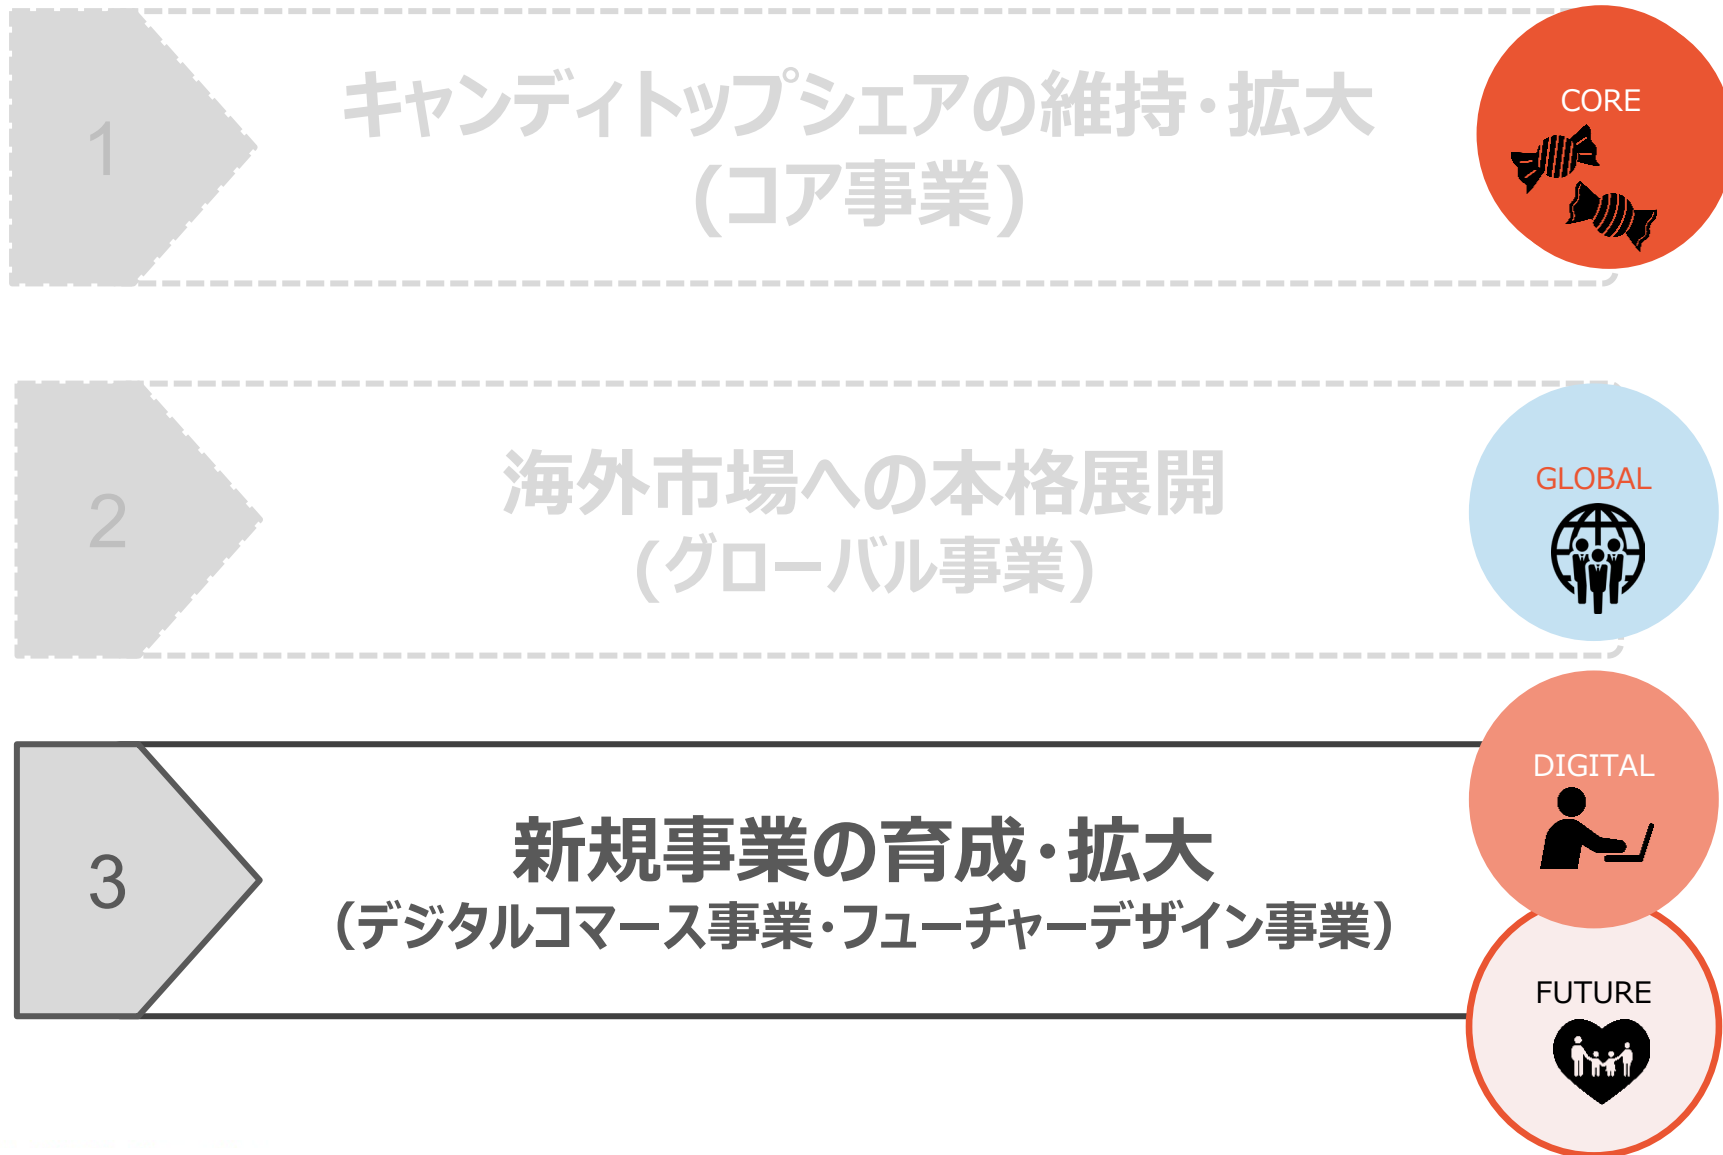 1
キャンディトップシェアの維持・拡大
(コア事業)
CORE
2
海外市場への本格展開
(グローバル事業)
GLOBAL
3
新規事業の育成・拡大
（デジタルコマース事業・フューチャーデザイン事業）
DIGITAL
FUTURE